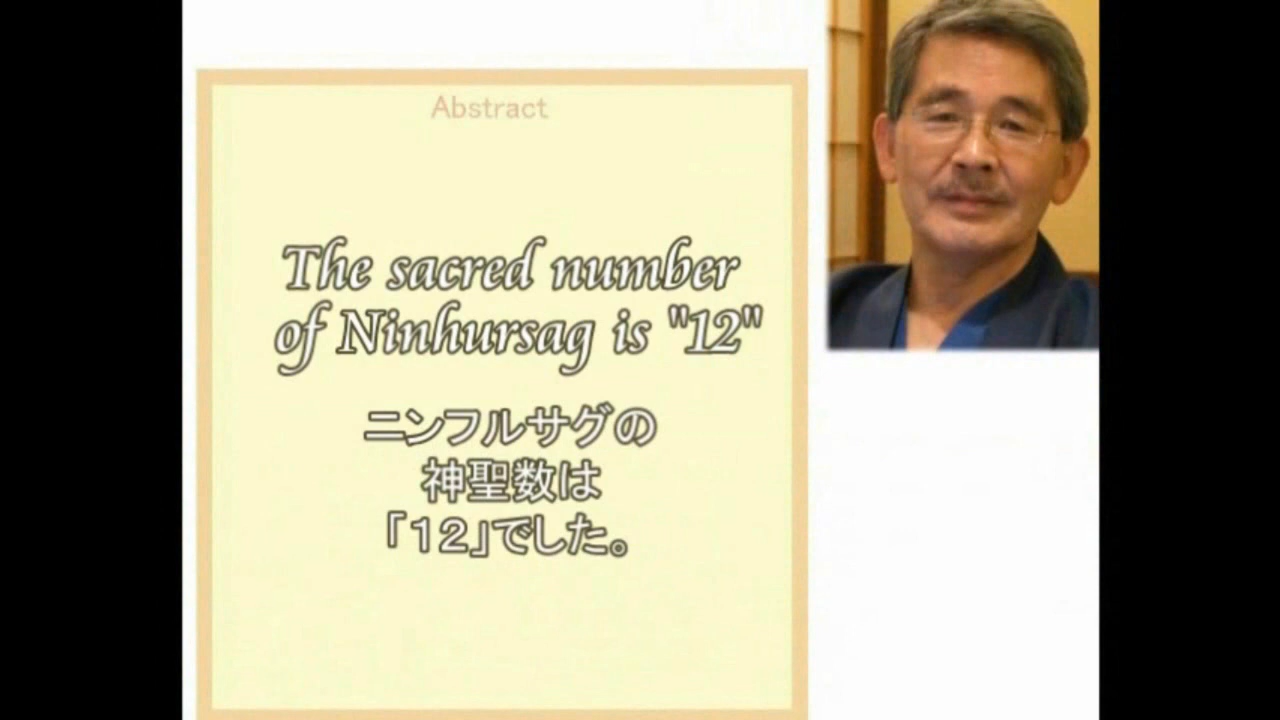 Abstract
The sacred number
of Ninhursag is "12"
ニンフルサグの
神聖数は
「１２」でした。